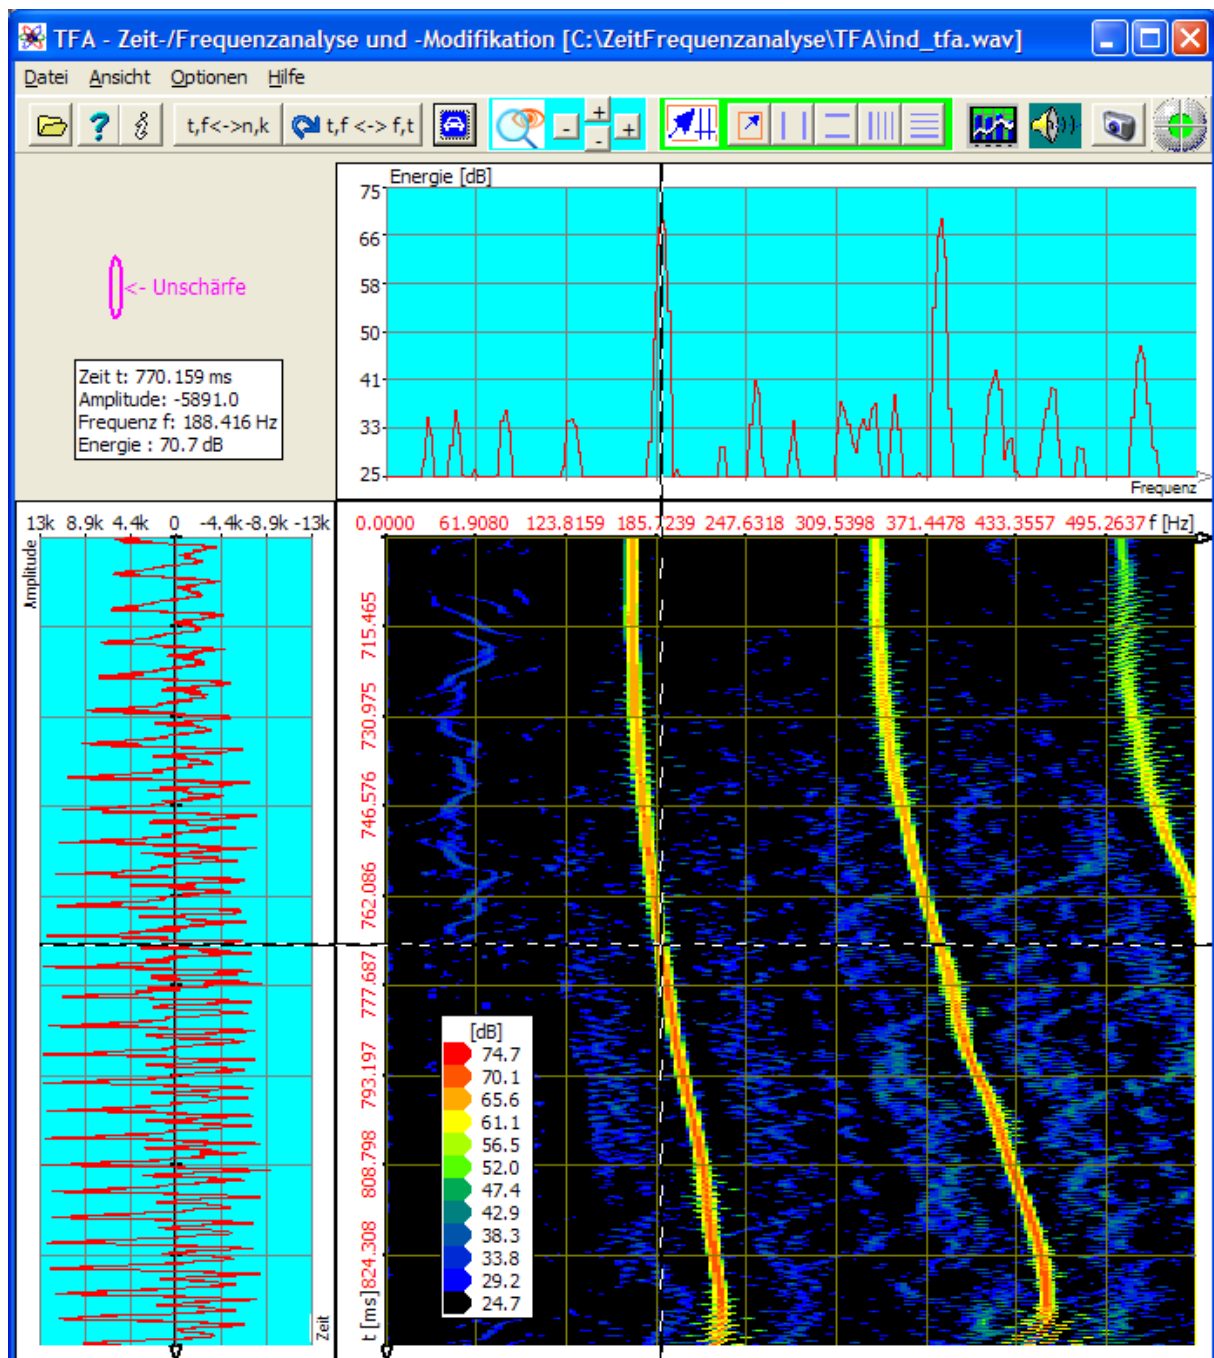 TFA - Zeit-/Frequenzanalyse und -Modifikation [C:\ZeitFrequenzanalyse\TFA\ind_tfa.wav]
Datei Ansicht Optionen Hilfe
t,f<->n,k t,f <-> f,t - + - +
Energie [dB]
75
66
58
50
41
33
25
Frequenz
<- Unschärfe
Zeit t: 770.159 ms
Amplitude: -5891.0
Frequenz f: 188.416 Hz
Energie : 70.7 dB
13k 8.9k 4.4k 0 -4.4k -8.9k -13k
Amplitude
Zeit
0.0000 61.9080 123.8159 185.7239 247.6318 309.5398 371.4478 433.3557 495.2637 f [Hz]
715.465
730.975
746.576
762.086
777.687
793.197
808.798
824.308
t [ms]
[dB]
74.7
70.1
65.6
61.1
56.5
52.0
47.4
42.9
38.3
33.8
29.2
24.7